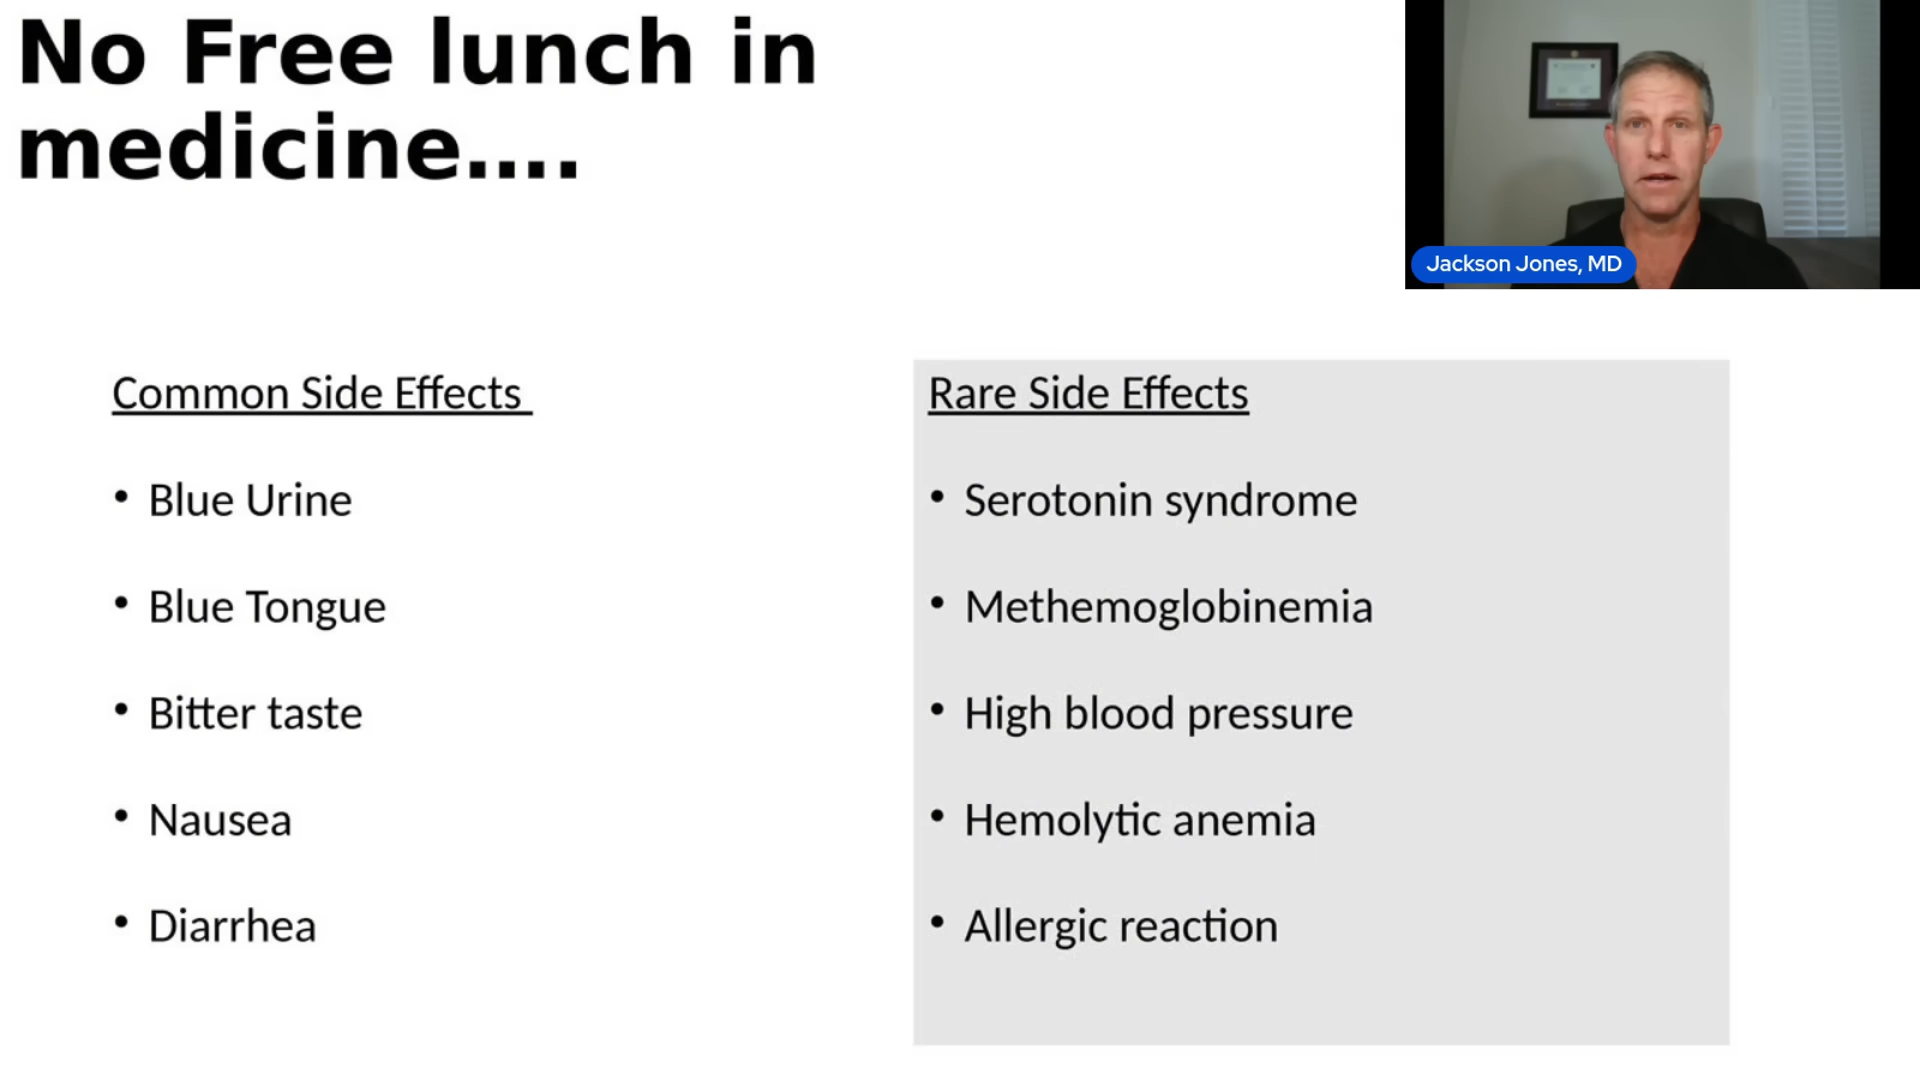 No Free lunch in
medicine....
Jackson Jones, MD
Common Side Effects
• Blue Urine
• Blue Tongue
• Bitter taste
• Nausea
• Diarrhea
Rare Side Effects
• Serotonin syndrome
• Methemoglobinemia
• High blood pressure
• Hemolytic anemia
• Allergic reaction